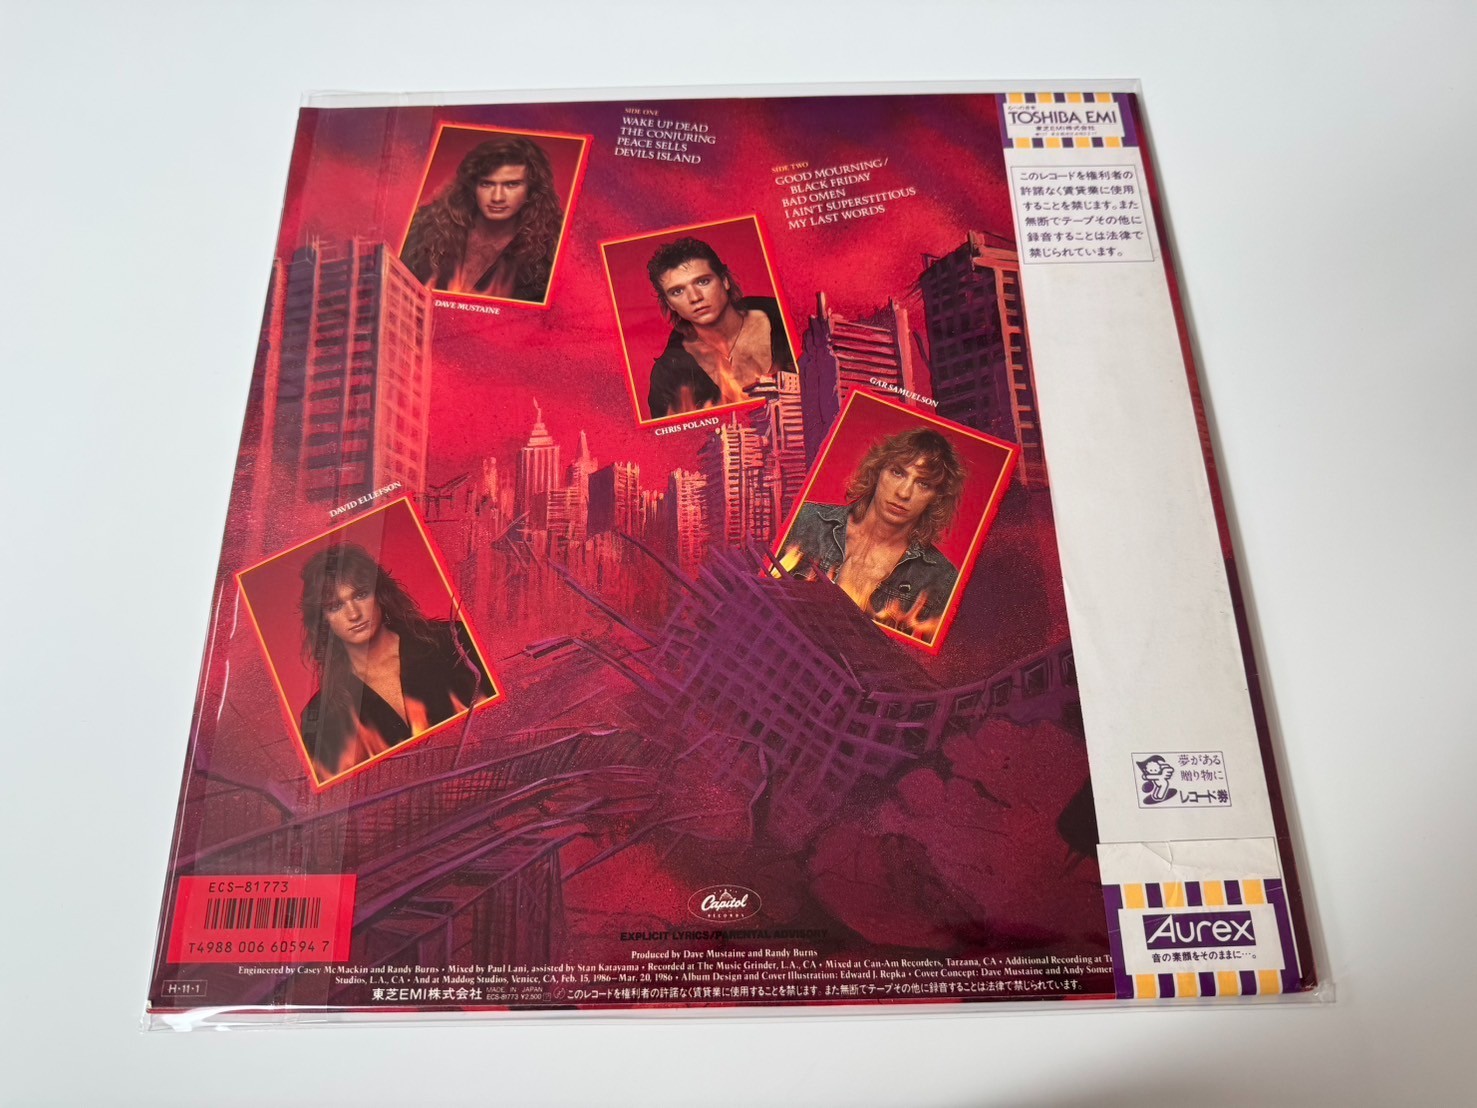 SIDE ONE
WAKE UP DEAD
THE CONJURING
PEACE SELLS
DEVILS ISLAND
SIDE TWO
GOOD MOURNING/
BLACK FRIDAY
BAD OMEN
I AIN'T SUPERSTITIOUS
MY LAST WORDS
DAVE MUSTAINE
CHRIS POLAND
GAR SAMUELSON
DAVID ELLEFSON
TOSHIBA EMI
東芝EMI株式会社
このレコードを権利者の
許諾なく賃貸業に使用
することを禁じます。また
無断でテープその他に
録音することは法律で
禁じられています。
夢がある
贈り物に
レコード券
Aurex
音の素顔をそのままに…。
ECS-81773
T4988 006 60594 7
H-11-1
Capitol
RECORDS
EXPLICIT LYRICS/PARENTAL ADVISORY
Produced by Dave Mustaine and Randy Burns
Engineered by Casey McMackin and Randy Burns • Mixed by Paul Lani, assisted by Stan Katayama • Recorded at The Music Grinder, L.A., CA • Mixed at Can-Am Recorders, Tarzana, CA • Additional Recording at
Studios, L.A., CA • And at Maddog Studios, Venice, CA, Feb. 15, 1986—Mar. 20, 1986 • Album Design and Cover Illustration: Edward J. Repka • Cover Concept: Dave Mustaine and Andy
東芝EMI株式会社 MADE IN JAPAN ECS-81773 ¥2,500 このレコードを権利者の許諾なく賃貸業に使用することを禁じます。また無断でテープその他に録音することは法律で禁じられています。